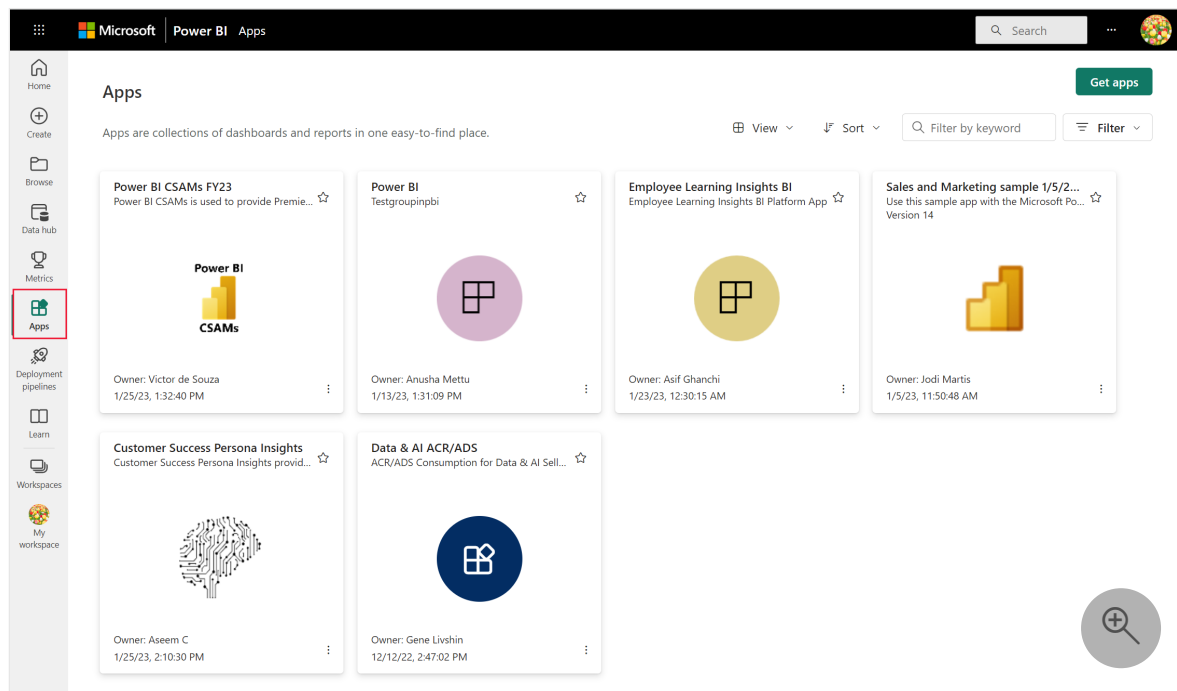 Microsoft Power BI Apps
Search
Home
Create
Browse
Data hub
Metrics
Apps
Deployment
pipelines
Learn
Workspaces
My
workspace
Apps
Get apps
Apps are collections of dashboards and reports in one easy-to-find place.
View
Sort
Filter by keyword
Filter
Power BI CSAMs FY23
Power BI CSAMs is used to provide Premie...
Power BI
CSAMs
Owner: Victor de Souza
1/25/23, 1:32:40 PM
Power BI
Testgroupinpbi
Owner: Anusha Mettu
1/13/23, 1:31:09 PM
Employee Learning Insights BI
Employee Learning Insights BI Platform App
Owner: Asif Ghanchi
1/23/23, 12:30:15 AM
Sales and Marketing sample 1/5/2...
Use this sample app with the Microsoft Po...
Version 14
Owner: Jodi Martis
1/5/23, 11:50:48 AM
Customer Success Persona Insights
Customer Success Persona Insights provid...
Owner: Aseem C
1/25/23, 2:10:30 PM
Data & AI ACR/ADS
ACR/ADS Consumption for Data & AI Sell...
Owner: Gene Livshin
12/12/22, 2:47:02 PM